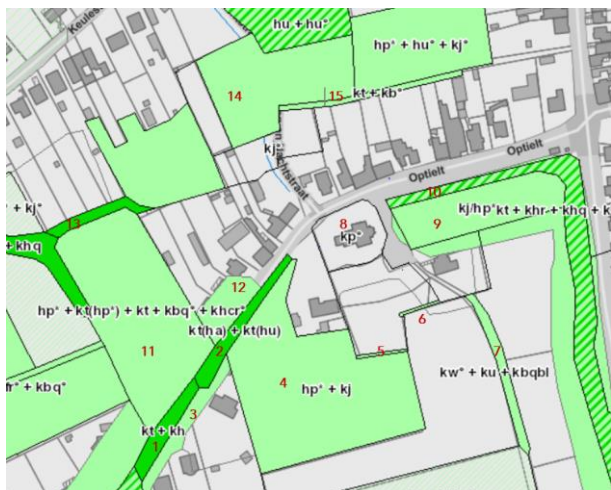 Keules
hu + hu°
hp* + hu° + kj*
14
15
kt + kb*
kj*
Optielt
Optielt
10
kj/hp*kt + khr + *khq + k
9
8
kp*
13
* + kj*
+ khq
12
hp* + kt(hp*) + kt + kbq* + khcr*
kt(ha) + kt(hu)
2
11
6
5
7
4
hp* + kj
kw* + ku + kbqbl
fr* + kbq*
3
kt + kh
1